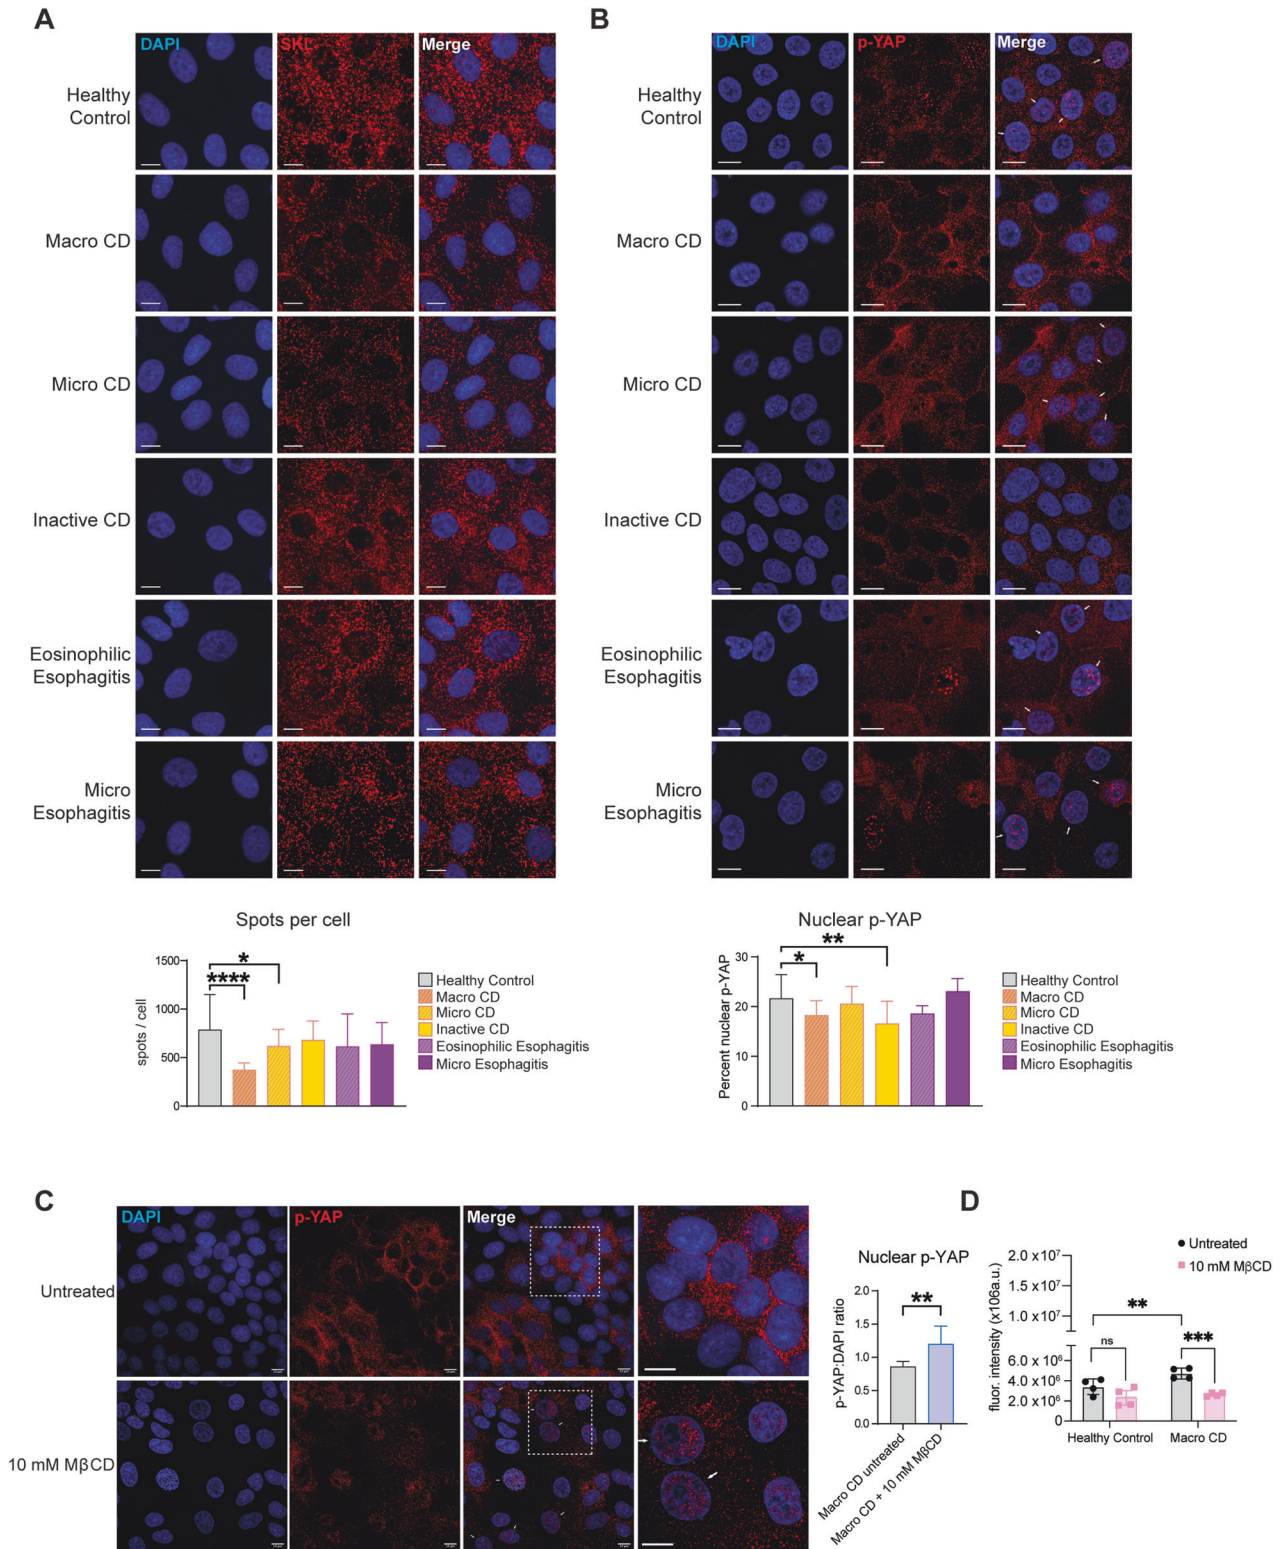 A
DAPI
SKL
Merge
Healthy
Control
Macro CD
Micro CD
Inactive CD
Eosinophilic
Esophagitis
Micro
Esophagitis
Spots per cell
spots / cell
1500
1000
500
0
*
****
Healthy Control
Macro CD
Micro CD
Inactive CD
Eosinophilic Esophagitis
Micro Esophagitis
B
DAPI
p-YAP
Merge
Healthy
Control
Macro CD
Micro CD
Inactive CD
Eosinophilic
Esophagitis
Micro
Esophagitis
Nuclear p-YAP
Percent nuclear p-YAP
30
20
10
0
**
*
Healthy Control
Macro CD
Micro CD
Inactive CD
Eosinophilic Esophagitis
Micro Esophagitis
C
DAPI
p-YAP
Merge
Untreated
10 mM MβCD
Nuclear p-YAP
p-YAP:DAPI ratio
2.0
1.5
1.0
0.5
0.0
**
Macro CD untreated
Macro CD + 10 mM MβCD
D
Untreated
10 mM MβCD
fluor. intensity (x106a.u.)
2.0 x 10⁷
1.5 x 10⁷
1.0 x 10⁷
6.0 x 10⁶
4.0 x 10⁶
2.0 x10⁶
0
**
ns
***
Healthy Control
Macro CD